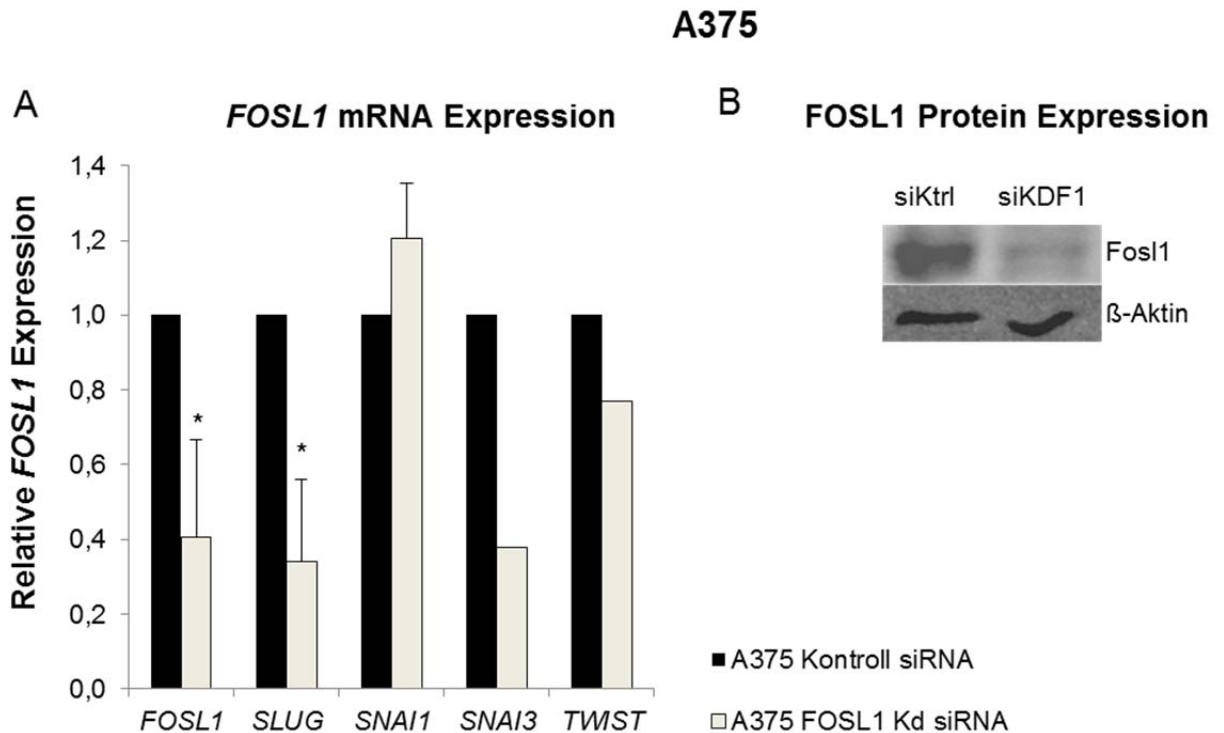 A375
A
FOSL1 mRNA Expression
Relative FOSL1 Expression
1,4
1,2
1,0
0,8
0,6
0,4
0,2
0,0
*
*
FOSL1 SLUG SNAI1 SNAI3 TWIST
B
FOSL1 Protein Expression
siKtrl siKDF1
Fosl1
ß-Aktin
A375 Kontroll siRNA
A375 FOSL1 Kd siRNA